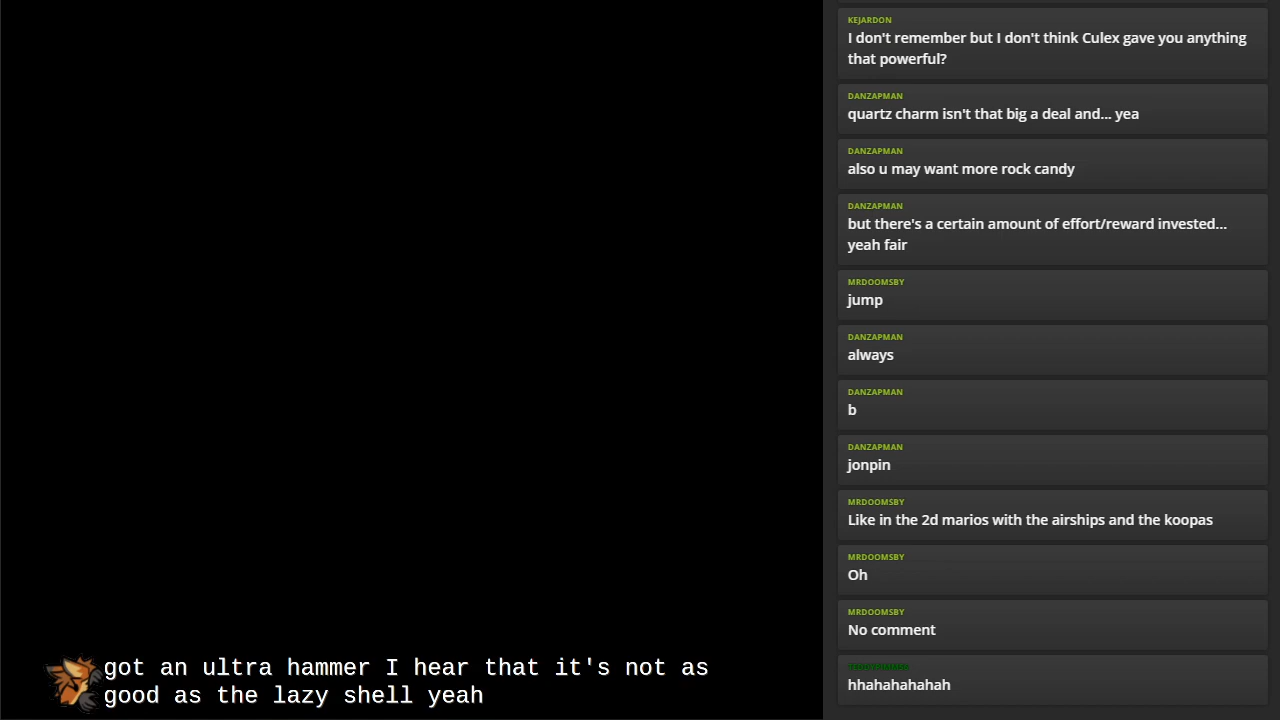 KEJARDON
I don't remember but I don't think Culex gave you anything
that powerful?
DANZAPMAN
quartz charm isn't that big a deal and... yea
DANZAPMAN
also u may want more rock candy
DANZAPMAN
but there's a certain amount of effort/reward invested...
yeah fair
MRDOOMSBY
jump
DANZAPMAN
always
DANZAPMAN
b
DANZAPMAN
jonpin
MRDOOMSBY
Like in the 2d marios with the airships and the koopas
MRDOOMSBY
Oh
MRDOOMSBY
No comment
hhahahahahah
got an ultra hammer I hear that it's not as
good as the lazy shell yeah